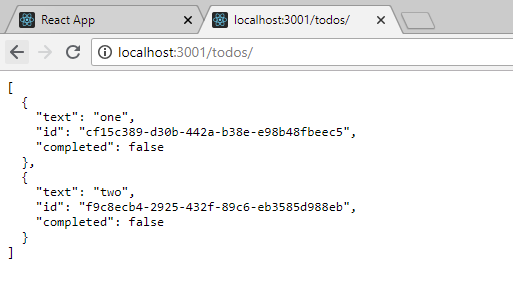 React App
localhost:3001/todos/
localhost:3001/todos/
[
  {
    "text": "one",
    "id": "cf15c389-d30b-442a-b38e-e98b48fbeec5",
    "completed": false
  },
  {
    "text": "two",
    "id": "f9c8ecb4-2925-432f-89c6-eb3585d988eb",
    "completed": false
  }
]